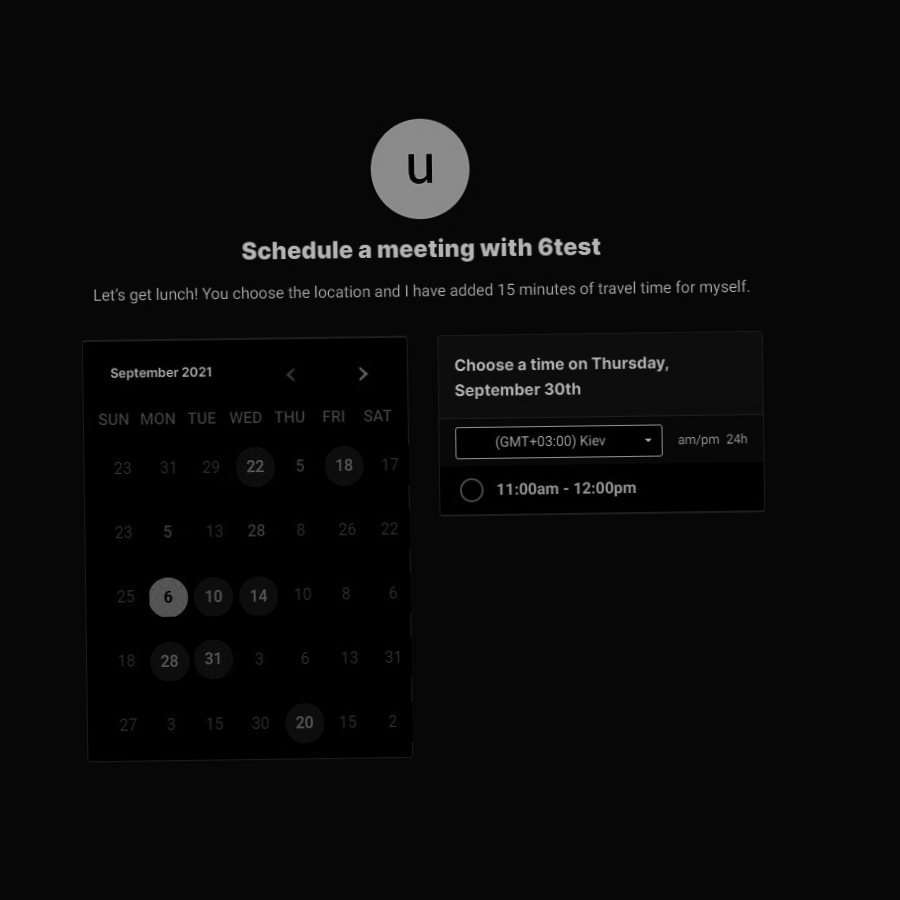 u
Schedule a meeting with 6test
Let's get lunch! You choose the location and I have added 15 minutes of travel time for myself.
September 2021
SUN MON TUE WED THU FRI SAT
23 31 29 22 5 18 17
23 5 13 28 8 26 22
25 6 10 14 10 8 6
18 28 31 3 6 13 31
27 3 15 30 20 15 2
Choose a time on Thursday,
September 30th
(GMT+03:00) Kiev
am/pm 24h
11:00am - 12:00pm